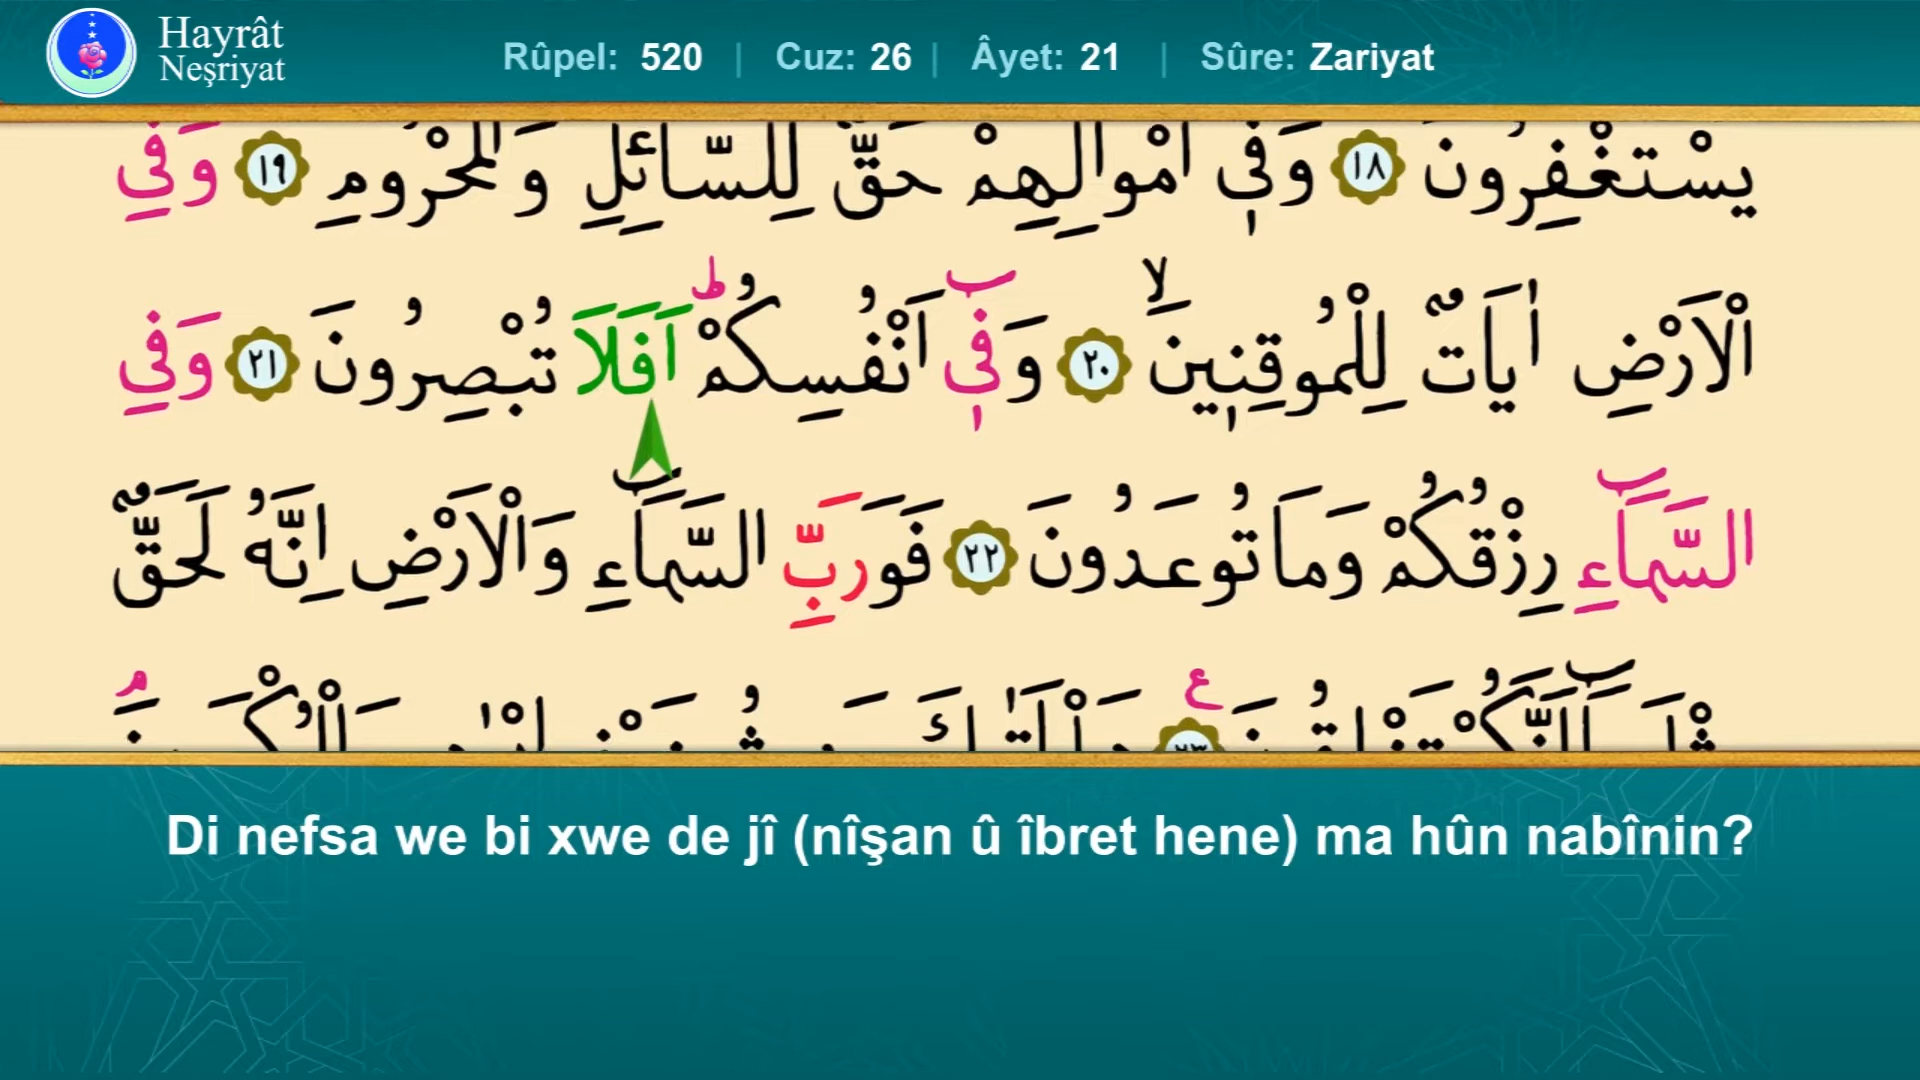 Hayrât
Neşriyat
Rûpel: 520 | Cuz: 26 | Âyet: 21 | Sûre: Zariyat
يَسْتَغْفِرُونَ ١٨ وَفٖٓي اَمْوَالِهِمْ حَقٌّ لِلسَّٓائِلِ وَالْمَحْرُومِ ١٩ وَفِي
الْاَرْضِ اٰيَاتٌ لِلْمُوقِنٖينَۙ ٢٠ وَفٖٓي اَنْفُسِكُمْۜ اَفَلَا تُبْصِرُونَ ٢١ وَفِي
السَّمَٓاءِ رِزْقُكُمْ وَمَا تُوعَدُونَ ٢٢ فَوَرَبِّ السَّمَٓاءِ وَالْاَرْضِ اِنَّهُ لَحَقٌّ
Di nefsa we bi xwe de jî (nîşan û îbret hene) ma hûn nabînin?